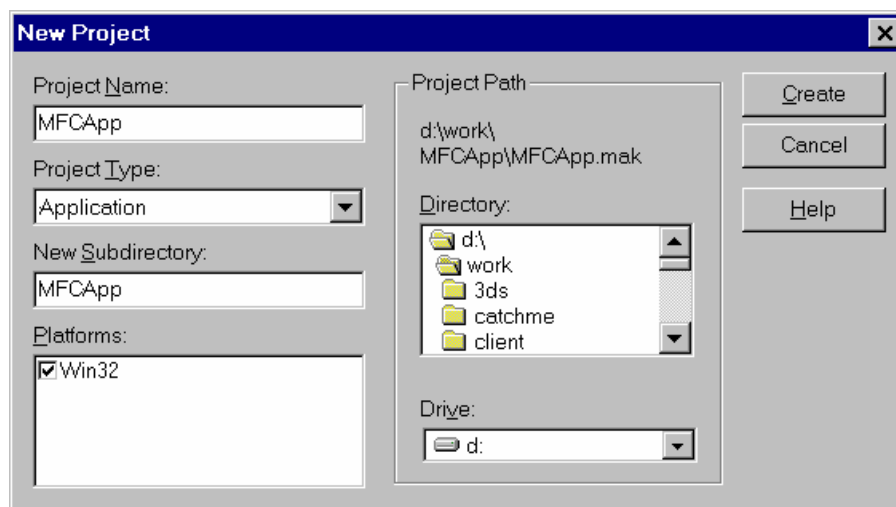 New Project
Project Name:
MFCApp
Project Type:
Application
New Subdirectory:
MFCApp
Platforms:
Win32
Project Path
d:\work\
MFCApp\MFCApp.mak
Directory:
d:\
work
3ds
catchme
client
Drive:
d:
Create
Cancel
Help